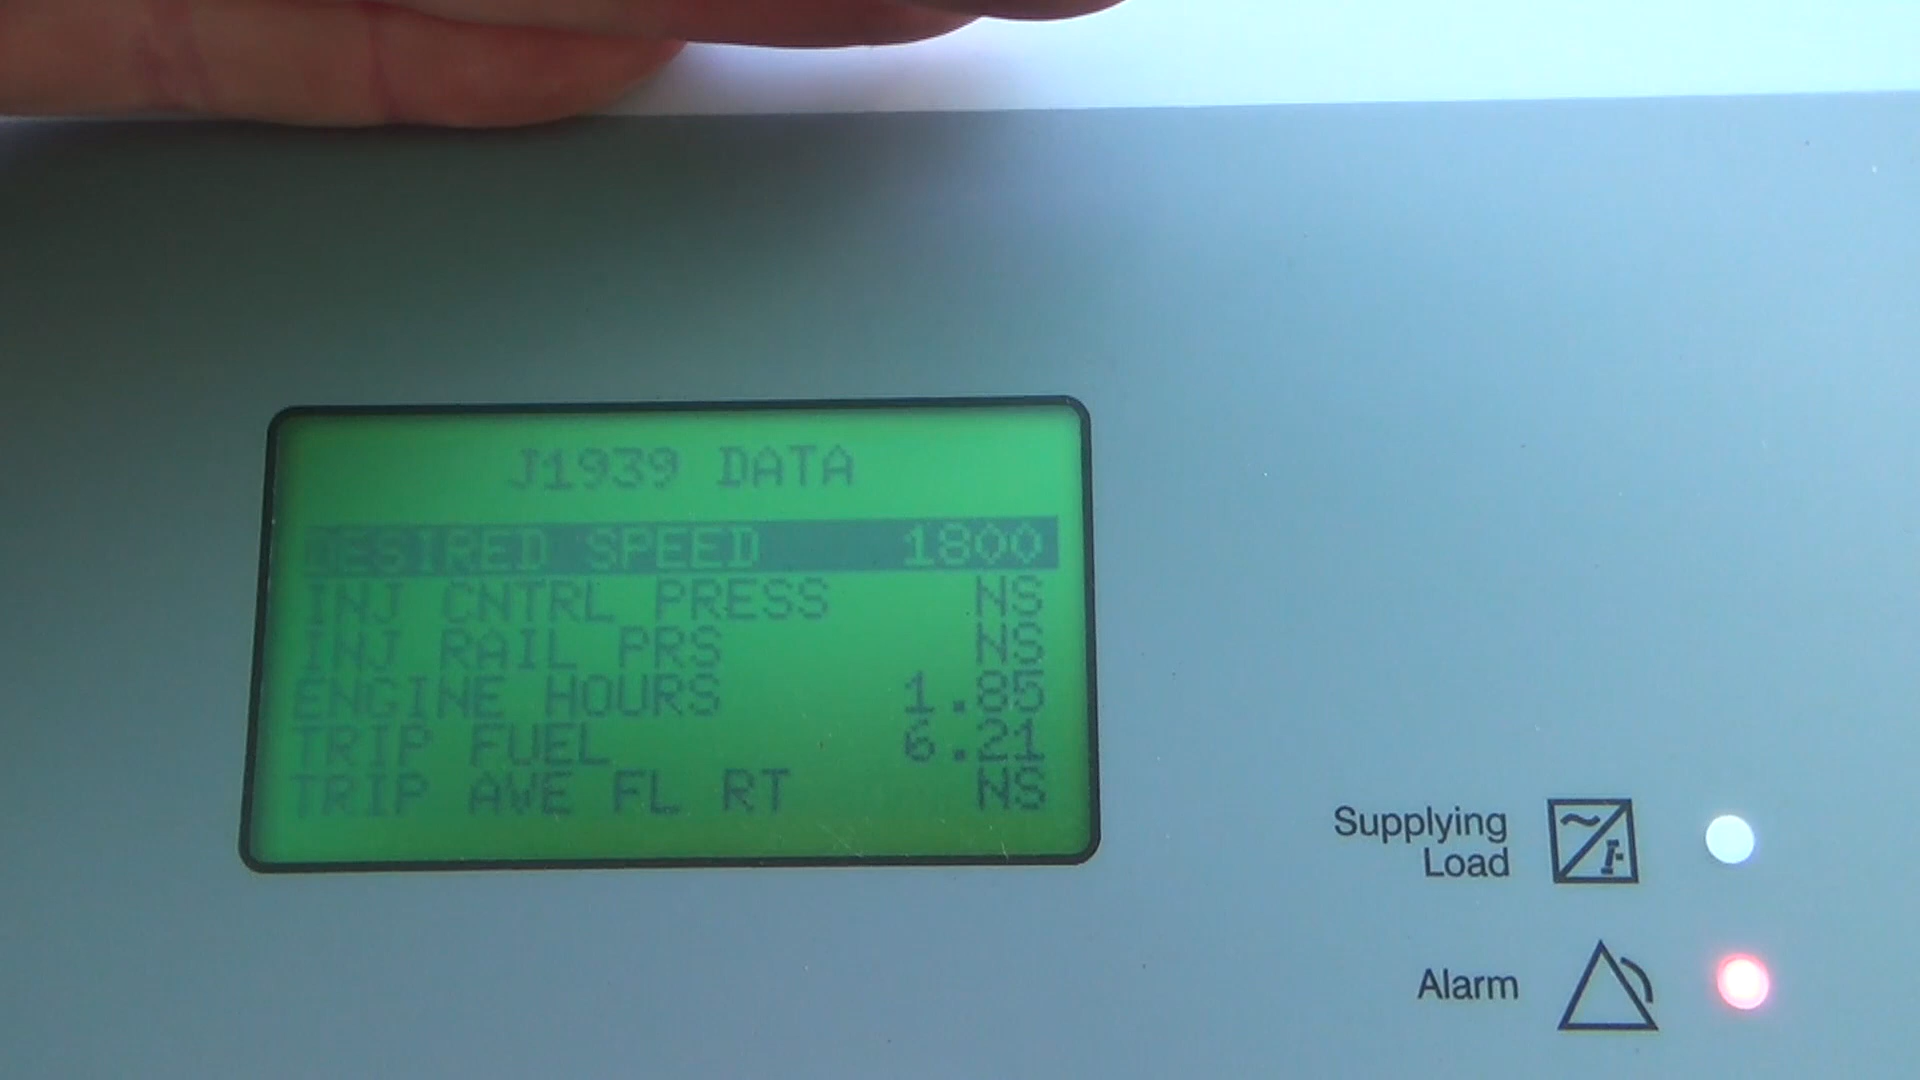 J1939 DATA
DESIRED SPEED 1800
INJ CNTRL PRESS NS
INJ RAIL PRS NS
ENGINE HOURS 1.85
TRIP FUEL 6.21
TRIP AVE FL RT NS
Supplying
Load
Alarm